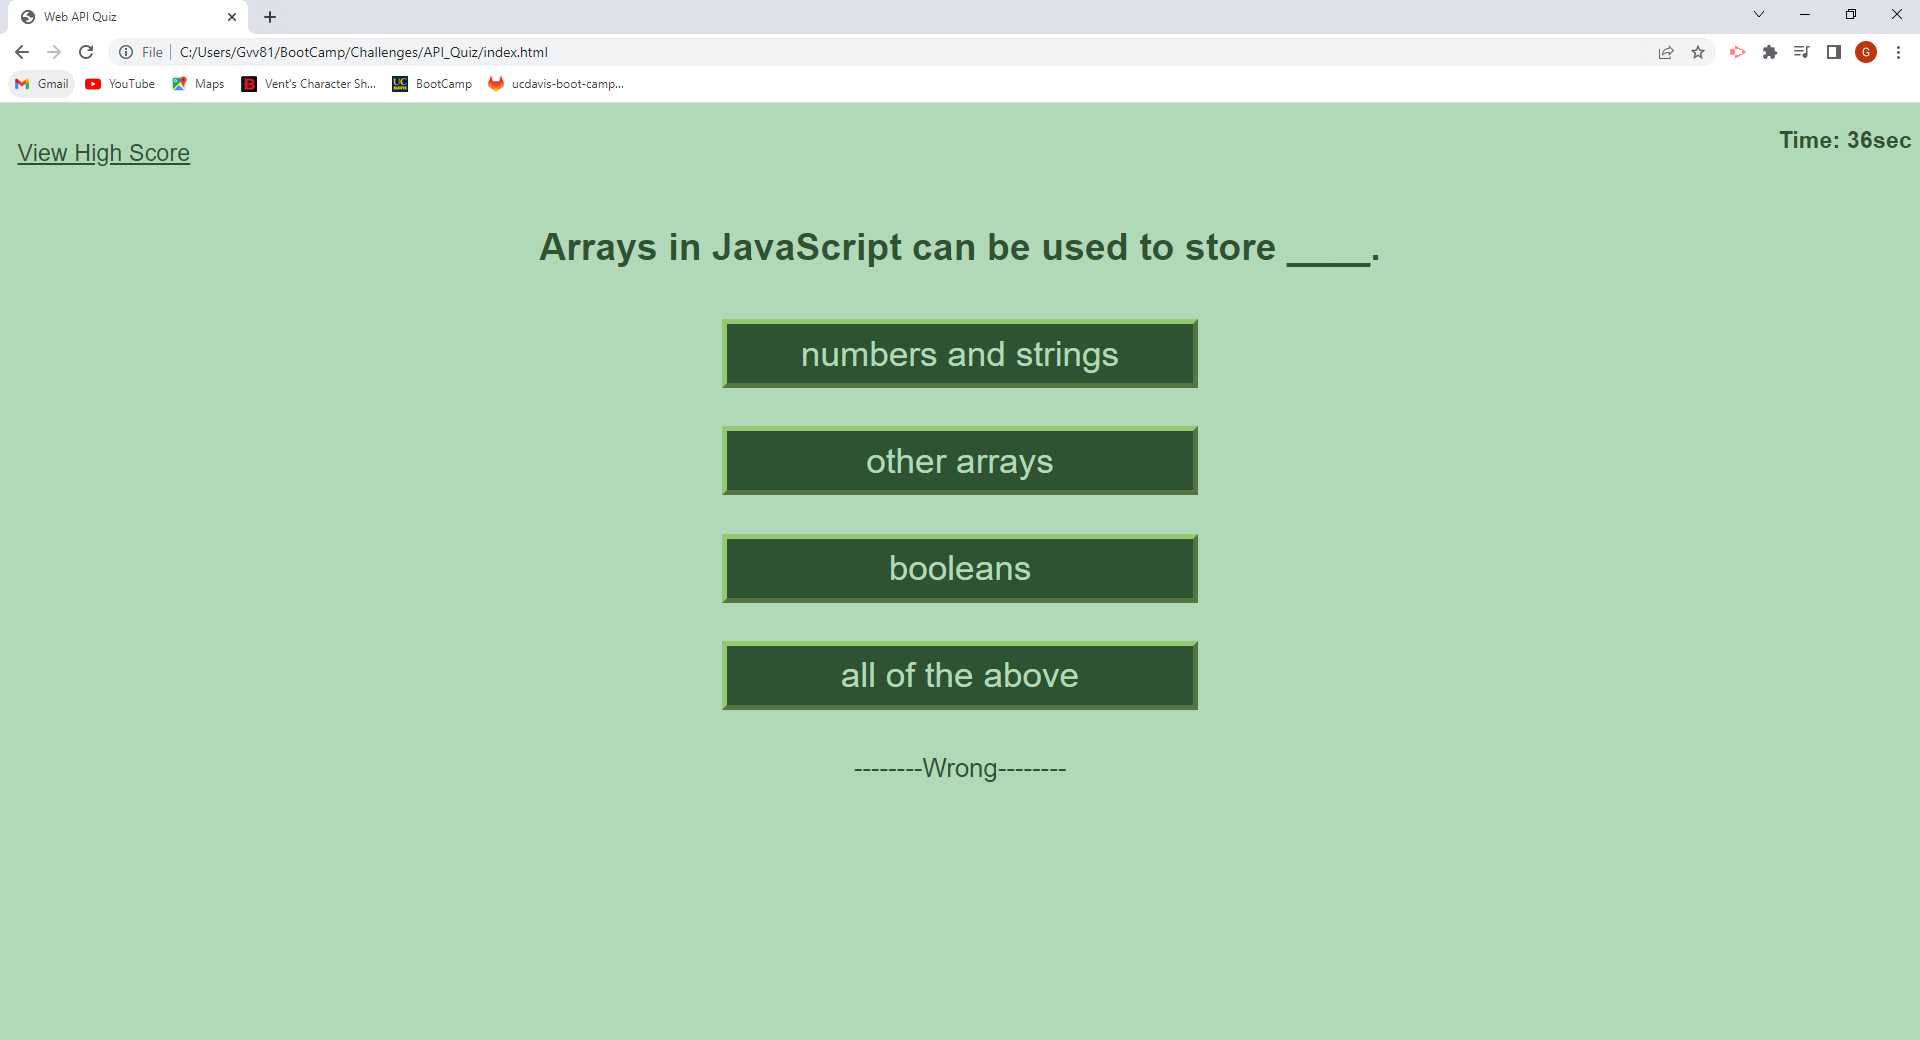 Web API Quiz
File C:/Users/Gvv81/BootCamp/Challenges/API_Quiz/index.html
G
Gmail YouTube Maps B Vent's Character Sh... UC DAVIS BootCamp ucdavis-boot-camp...
View High Score
Time: 36sec
Arrays in JavaScript can be used to store ____.
numbers and strings
other arrays
booleans
all of the above
--------Wrong--------